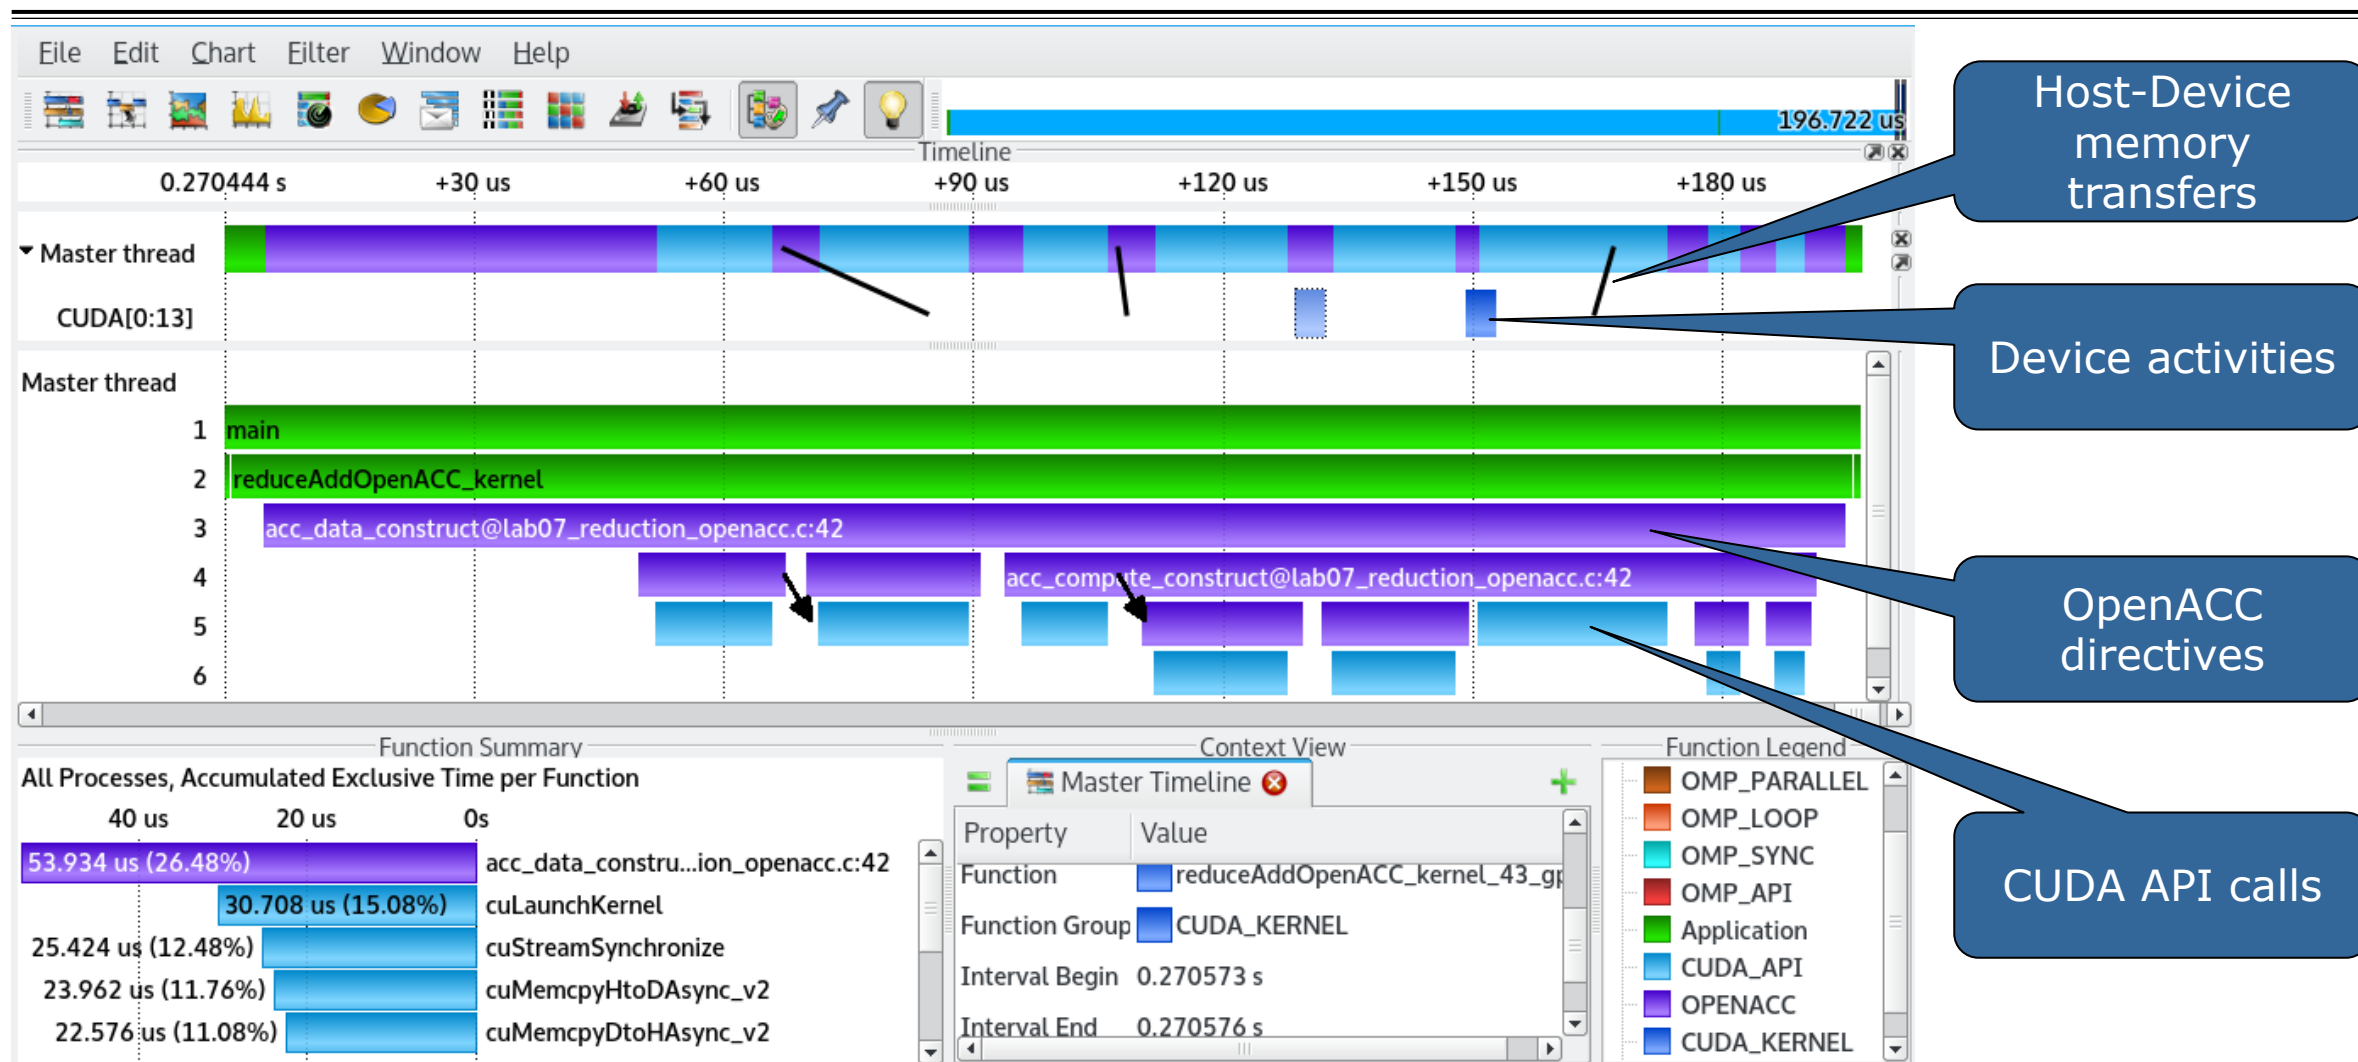 File Edit Chart Filter Window Help
196.722 us
Timeline
0.270444 s +30 us +60 us +90 us +120 us +150 us +180 us
Master thread
CUDA[0:13]
Master thread
1 main
2 reduceAddOpenACC_kernel
3 acc_data_construct@lab07_reduction_openacc.c:42
4 acc_compute_construct@lab07_reduction_openacc.c:42
5
6
Host-Device
memory
transfers
Device activities
OpenACC
directives
CUDA API calls
Function Summary
All Processes, Accumulated Exclusive Time per Function
40 us 20 us 0s
53.934 us (26.48%) acc_data_constru...ion_openacc.c:42
30.708 us (15.08%) cuLaunchKernel
25.424 us (12.48%) cuStreamSynchronize
23.962 us (11.76%) cuMemcpyHtoDAsync_v2
22.576 us (11.08%) cuMemcpyDtoHAsync_v2
Context View
Master Timeline
Property Value
Function reduceAddOpenACC_kernel_43_gp
Function Group CUDA_KERNEL
Interval Begin 0.270573 s
Interval End 0.270576 s
Function Legend
OMP_PARALLEL
OMP_LOOP
OMP_SYNC
OMP_API
Application
CUDA_API
OPENACC
CUDA_KERNEL